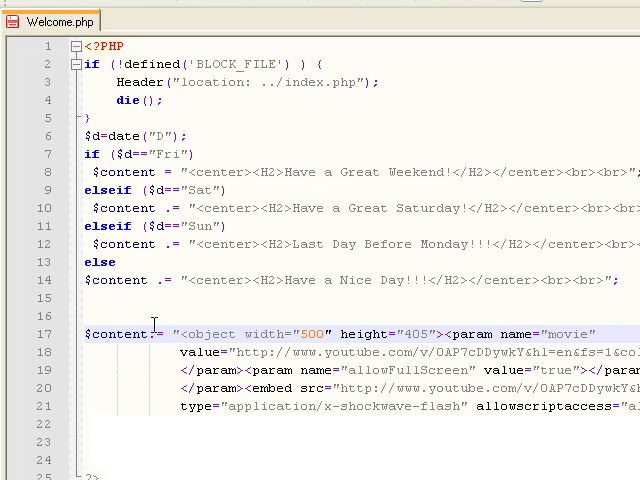 Welcome.php
1 <?PHP
2 if (!defined('BLOCK_FILE') ) {
3 Header("location: ../index.php");
4 die();
5 }
6 $d=date("D");
7 if ($d=="Fri")
8 $content = "<center><H2>Have a Great Weekend!</H2></center><br><br>";
9 elseif ($d=="Sat")
10 $content .= "<center><H2>Have a Great Saturday!</H2></center><br><br>
11 elseif ($d=="Sun")
12 $content .= "<center><H2>Last Day Before Monday!!!</H2></center><br>
13 else
14 $content .= "<center><H2>Have a Nice Day!!!</H2></center><br><br>";
15
16
17 $content.= "<object width="500" height="405"><param name="movie"
18 value="http://www.youtube.com/v/OAP7cDDywkY&hl=en&fs=1&col
19 </param><param name="allowFullScreen" value="true"></par
20 </param><embed src="http://www.youtube.com/v/OAP7cDDywkY&h
21 type="application/x-shockwave-flash" allowscriptaccess="al
22
23
24
25 ?>